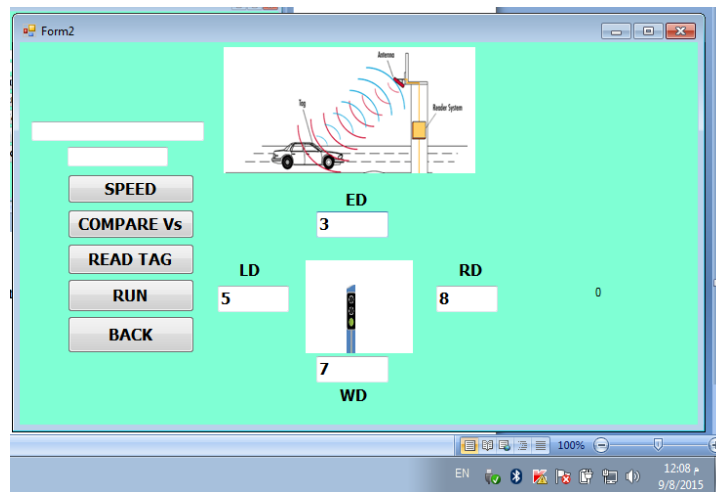 Form2
Antenna
Tag
Reader System
SPEED
COMPARE Vs
READ TAG
RUN
BACK
ED
3
LD
5
RD
8
7
WD
0
100%
EN
12:08 م
9/8/2015